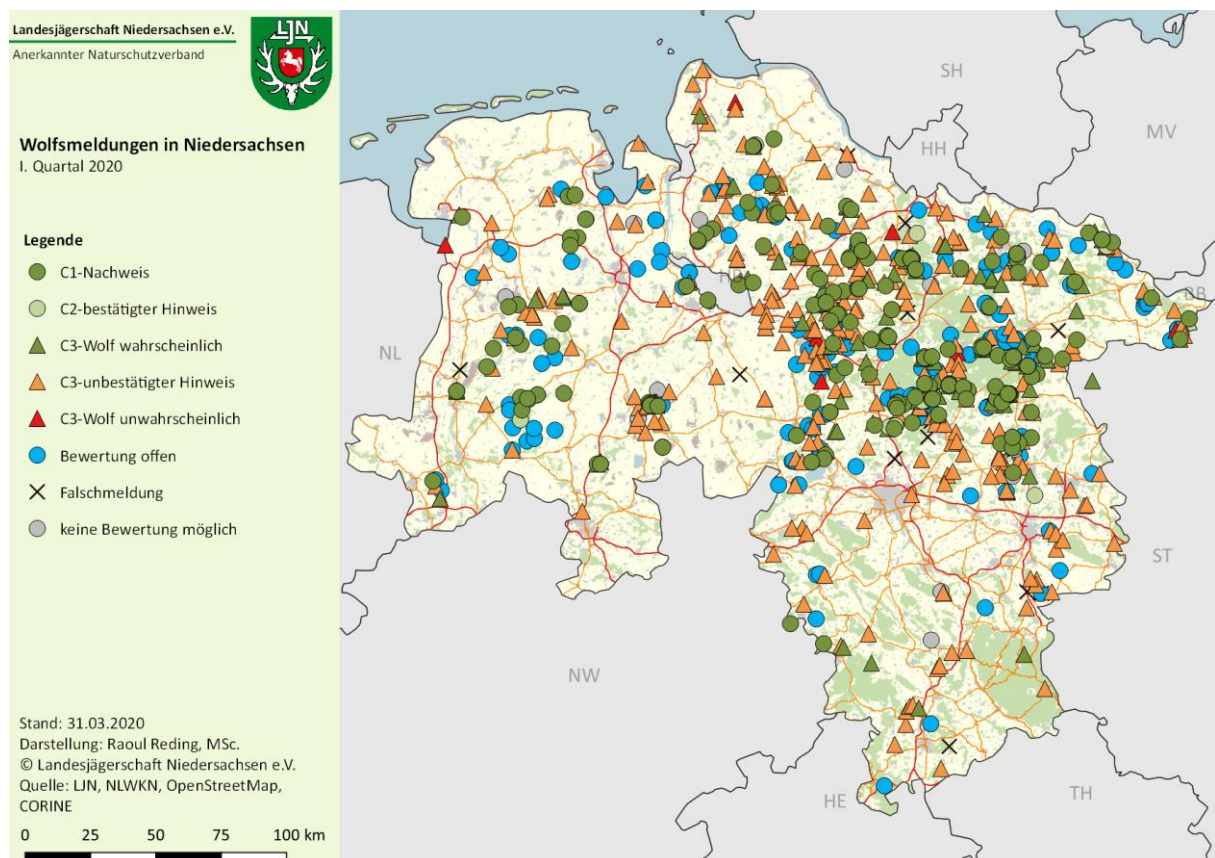 Landesjägerschaft Niedersachsen e.V.
Anerkannter Naturschutzverband
LJN
Wolfsmeldungen in Niedersachsen
I. Quartal 2020
Legende
C1-Nachweis
C2-bestätigter Hinweis
C3-Wolf wahrscheinlich
C3-unbestätigter Hinweis
C3-Wolf unwahrscheinlich
Bewertung offen
Falschmeldung
keine Bewertung möglich
Stand: 31.03.2020
Darstellung: Raoul Reding, MSc.
© Landesjägerschaft Niedersachsen e.V.
Quelle: LJN, NLWKN, OpenStreetMap,
CORINE
0 25 50 75 100 km
SH
MV
HH
HB
BB
NL
ST
NW
HE
TH